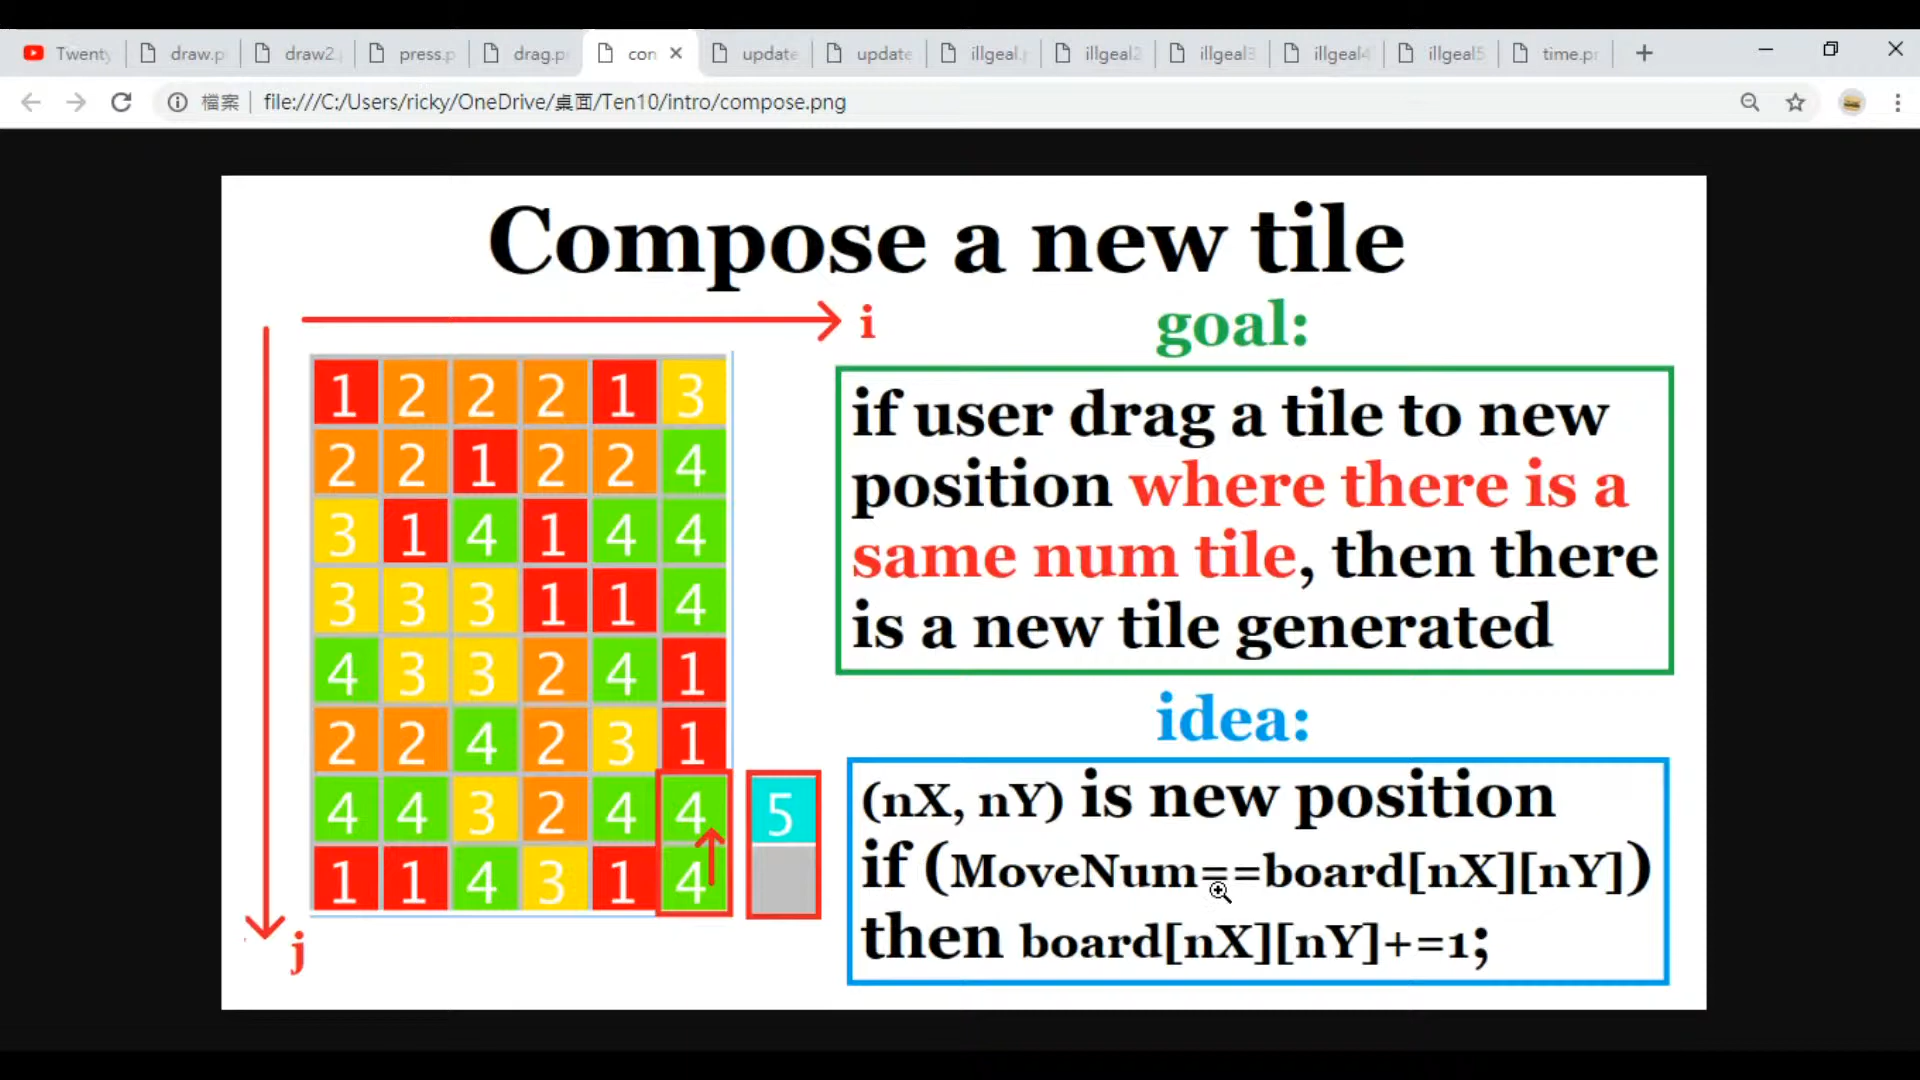 Twenty draw.p draw2. press.p drag.p con update update illgeal. illgeal2 illgeal3 illgeal4 illgeal5 time.pr
檔案 file:///C:/Users/ricky/OneDrive/桌面/Ten10/intro/compose.png
Compose a new tile
i
goal:
1 2 2 2 1 3
2 2 1 2 2 4
3 1 4 1 4 4
3 3 3 1 1 4
4 3 3 2 4 1
2 2 4 2 3 1
4 4 3 2 4 4 5
1 1 4 3 1 4
j
if user drag a tile to new
position where there is a
same num tile, then there
is a new tile generated
idea:
(nX, nY) is new position
if (MoveNum==board[nX][nY])
then board[nX][nY]+=1;